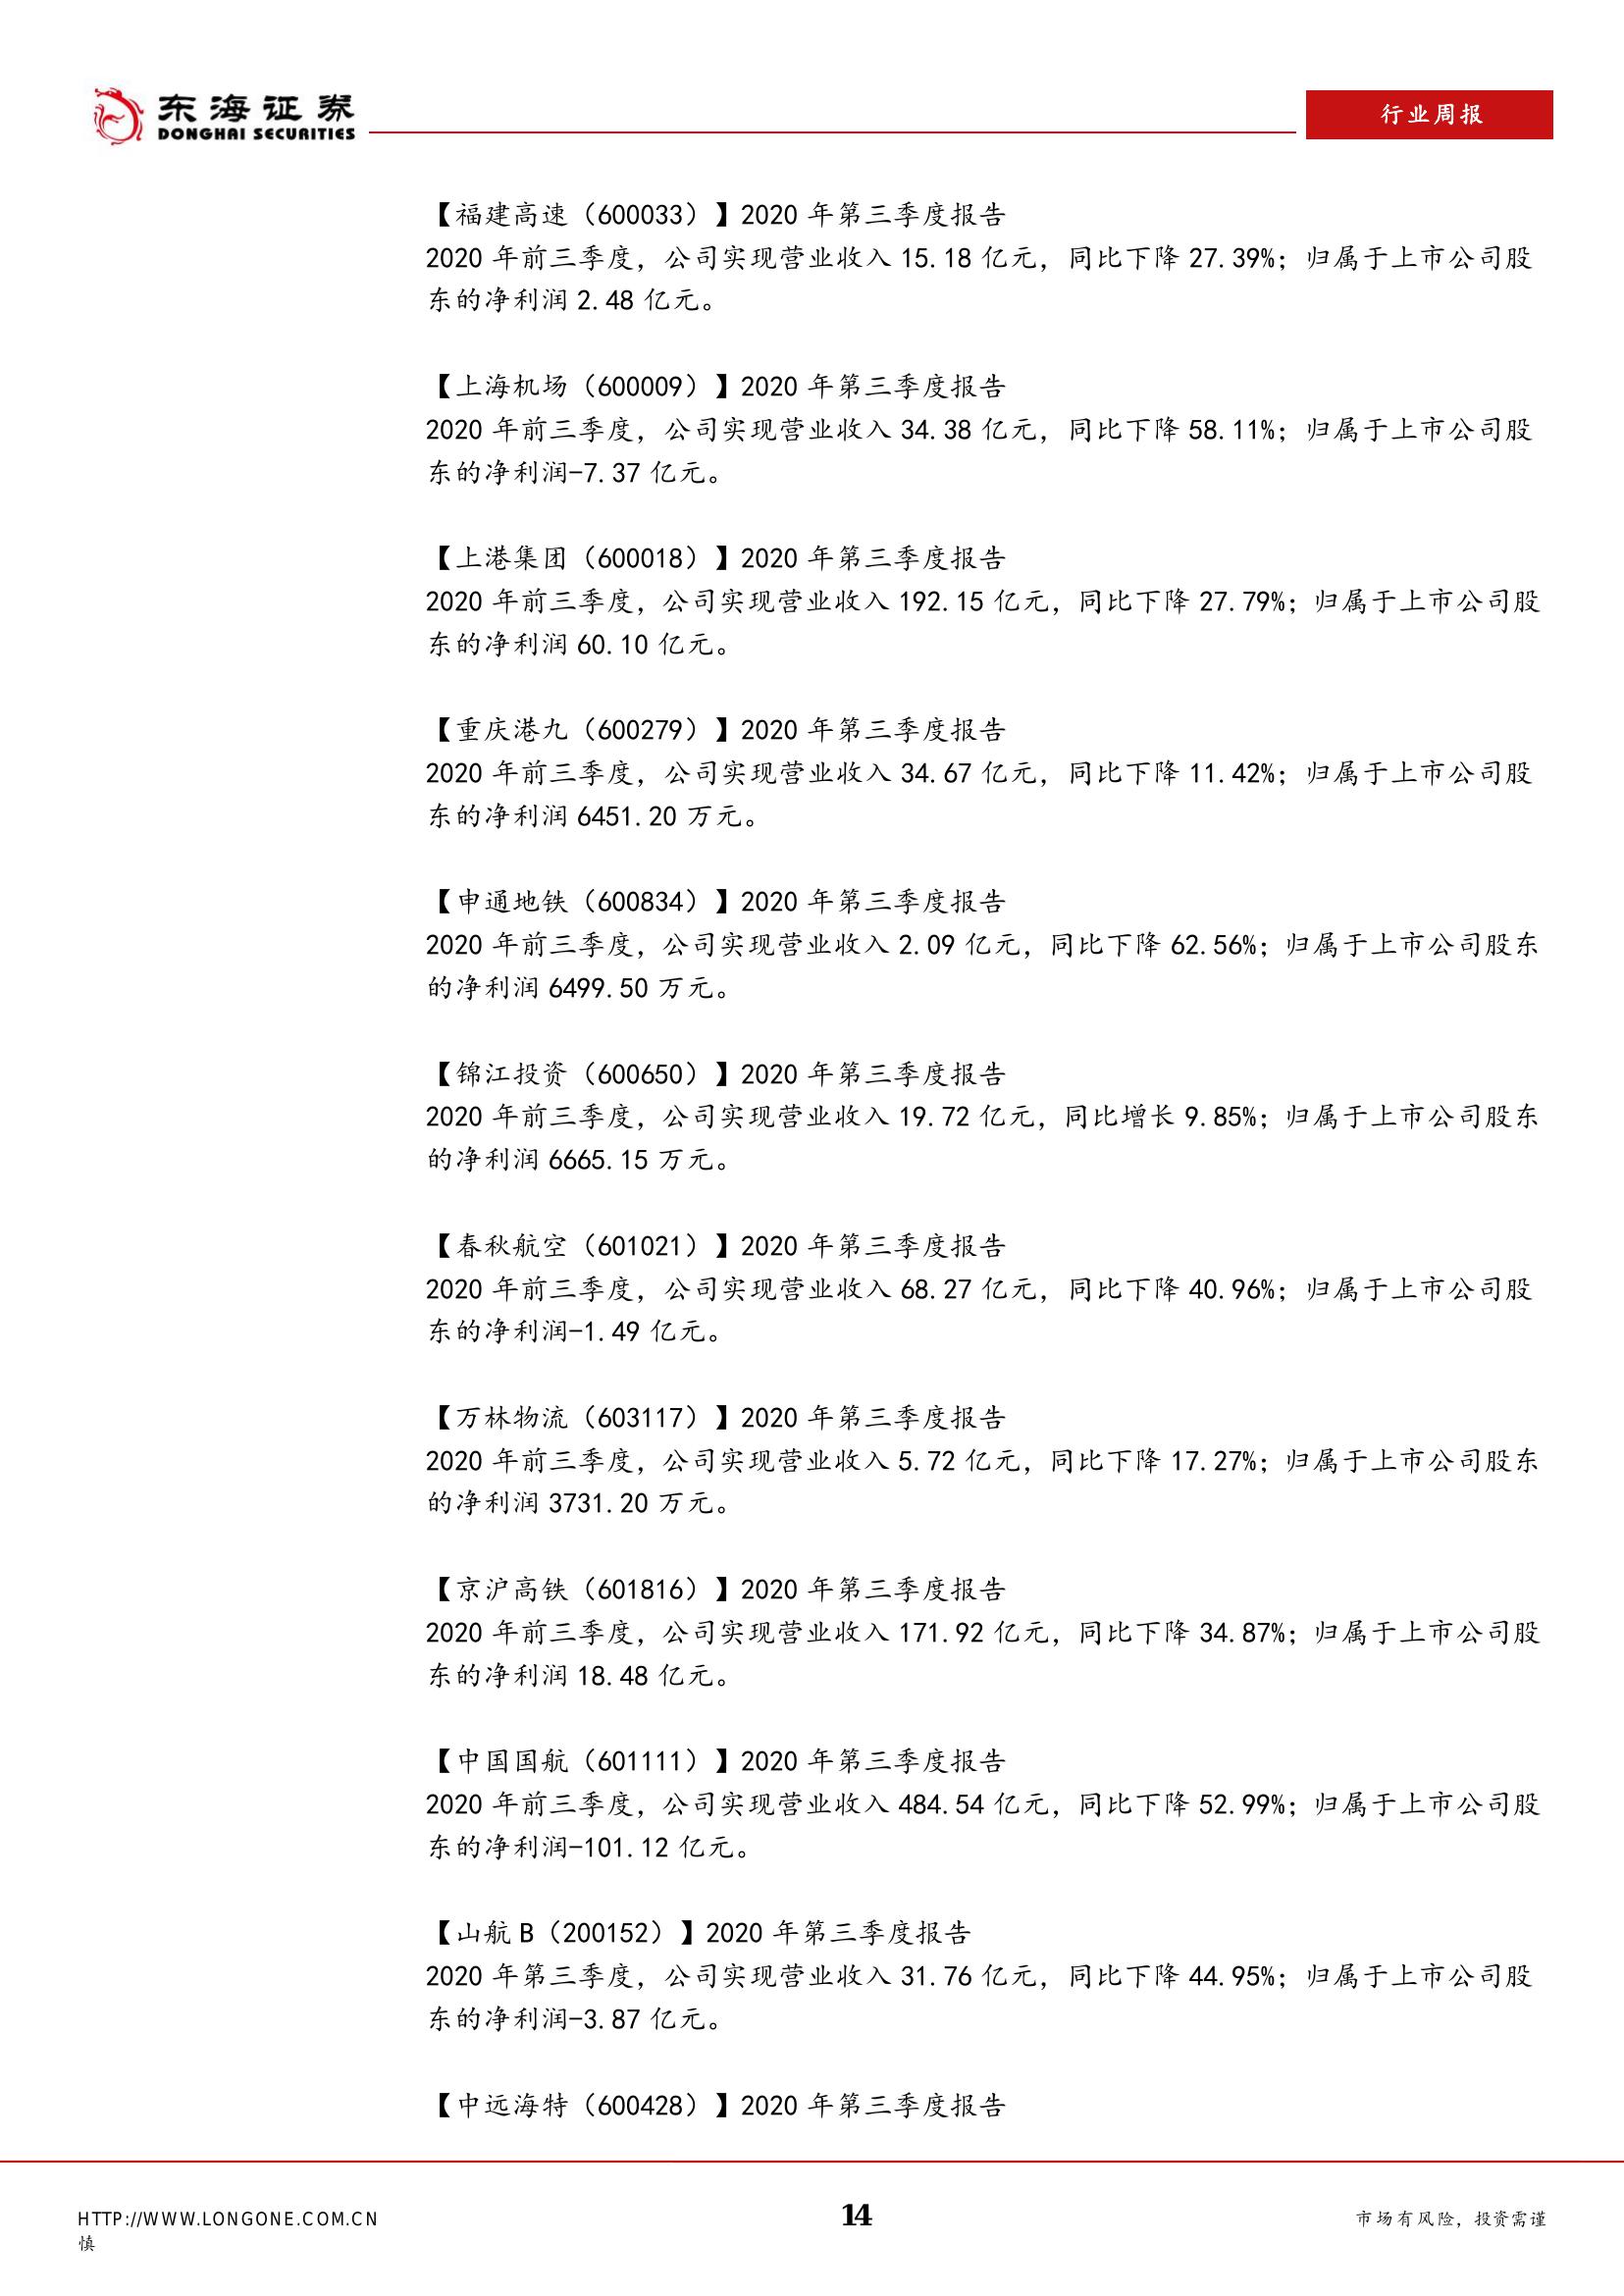 东海证券
DONGHAI SECURITIES
行业周报
【福建高速（600033）】2020 年第三季度报告
2020 年前三季度，公司实现营业收入 15.18 亿元，同比下降 27.39%；归属于上市公司股
东的净利润 2.48 亿元。
【上海机场（600009）】2020 年第三季度报告
2020 年前三季度，公司实现营业收入 34.38 亿元，同比下降 58.11%；归属于上市公司股
东的净利润-7.37 亿元。
【上港集团（600018）】2020 年第三季度报告
2020 年前三季度，公司实现营业收入 192.15 亿元，同比下降 27.79%；归属于上市公司股
东的净利润 60.10 亿元。
【重庆港九（600279）】2020 年第三季度报告
2020 年前三季度，公司实现营业收入 34.67 亿元，同比下降 11.42%；归属于上市公司股
东的净利润 6451.20 万元。
【申通地铁（600834）】2020 年第三季度报告
2020 年前三季度，公司实现营业收入 2.09 亿元，同比下降 62.56%；归属于上市公司股东
的净利润 6499.50 万元。
【锦江投资（600650）】2020 年第三季度报告
2020 年前三季度，公司实现营业收入 19.72 亿元，同比增长 9.85%；归属于上市公司股东
的净利润 6665.15 万元。
【春秋航空（601021）】2020 年第三季度报告
2020 年前三季度，公司实现营业收入 68.27 亿元，同比下降 40.96%；归属于上市公司股
东的净利润-1.49 亿元。
【万林物流（603117）】2020 年第三季度报告
2020 年前三季度，公司实现营业收入 5.72 亿元，同比下降 17.27%；归属于上市公司股东
的净利润 3731.20 万元。
【京沪高铁（601816）】2020 年第三季度报告
2020 年前三季度，公司实现营业收入 171.92 亿元，同比下降 34.87%；归属于上市公司股
东的净利润 18.48 亿元。
【中国国航（601111）】2020 年第三季度报告
2020 年前三季度，公司实现营业收入 484.54 亿元，同比下降 52.99%；归属于上市公司股
东的净利润-101.12 亿元。
【山航 B（200152）】2020 年第三季度报告
2020 年第三季度，公司实现营业收入 31.76 亿元，同比下降 44.95%；归属于上市公司股
东的净利润-3.87 亿元。
【中远海特（600428）】2020 年第三季度报告
HTTP://WWW.LONGONE.COM.CN 14 市场有风险，投资需谨
慎